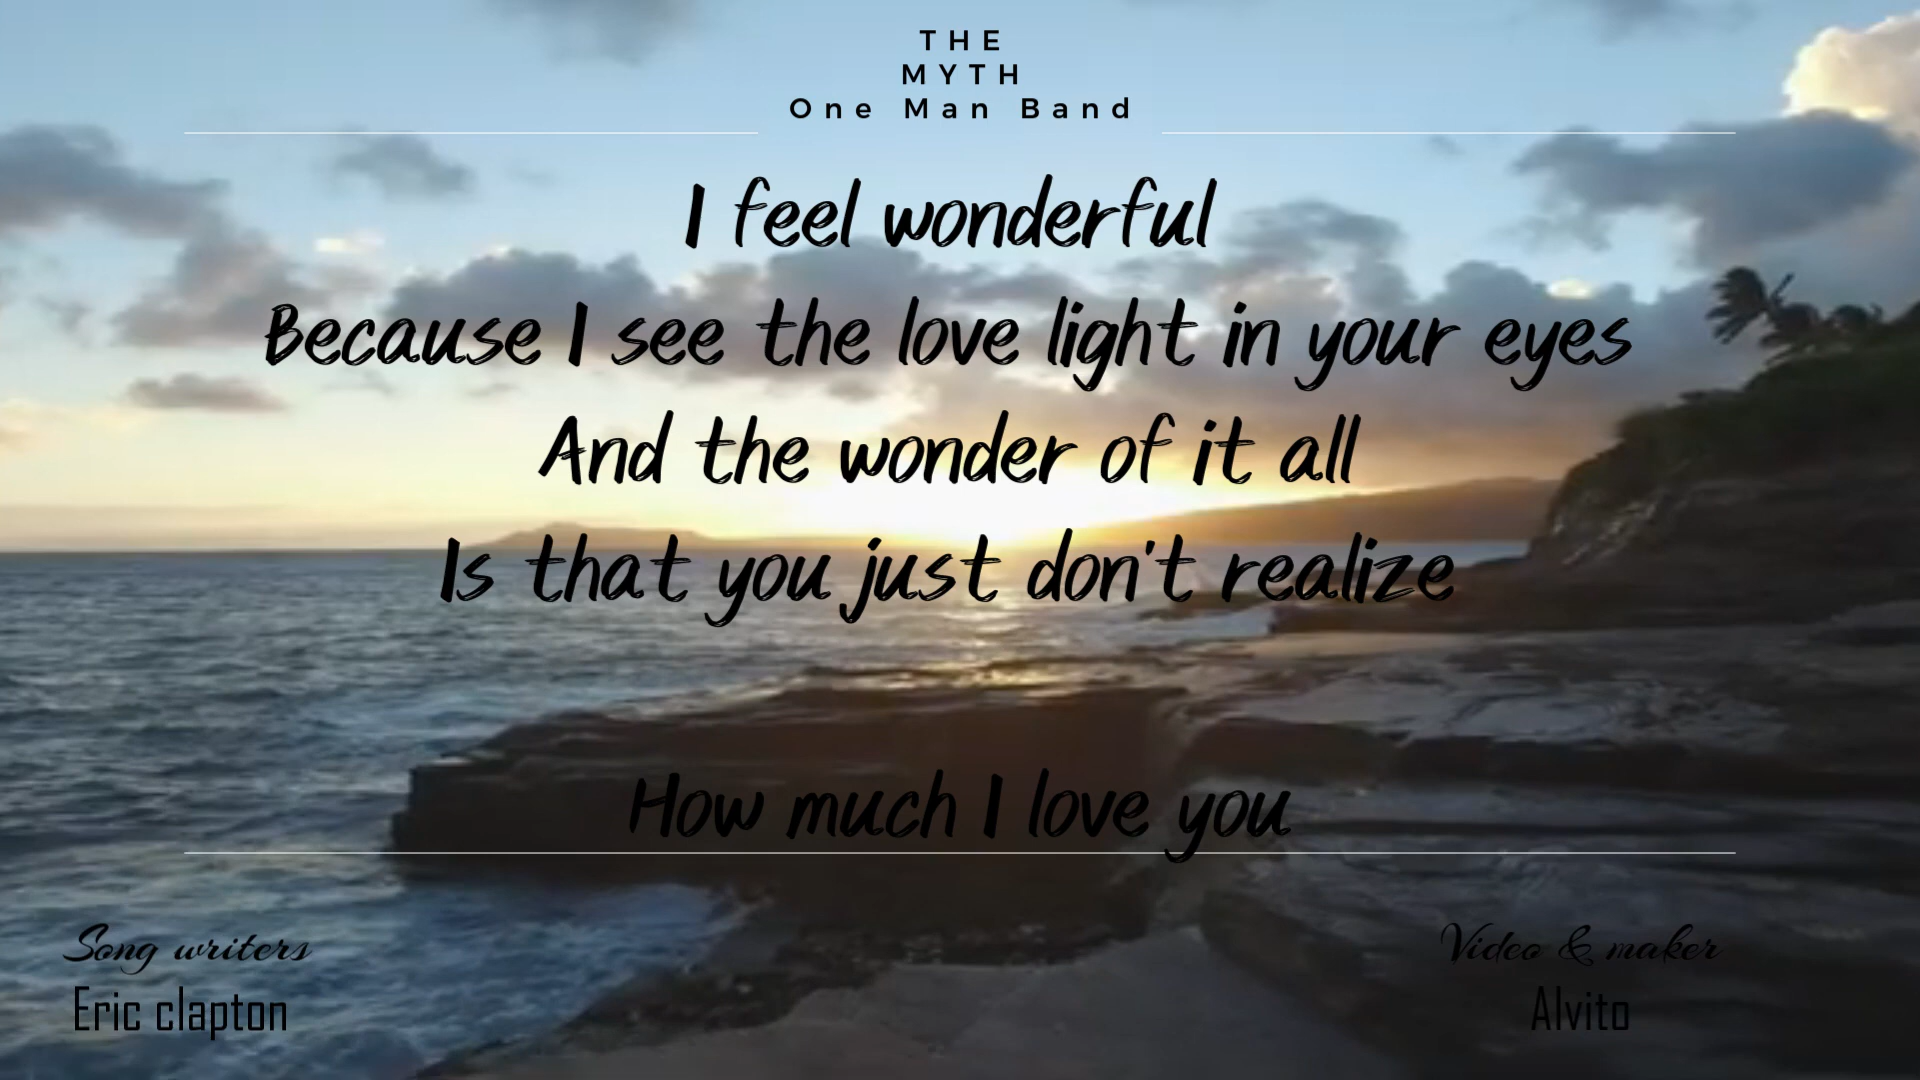 THE
MYTH
One Man Band
I feel wonderful
Because I see the love light in your eyes
And the wonder of it all
Is that you just don't realize
How much I love you
Song writers
Eric clapton
Video & maker
Alvito